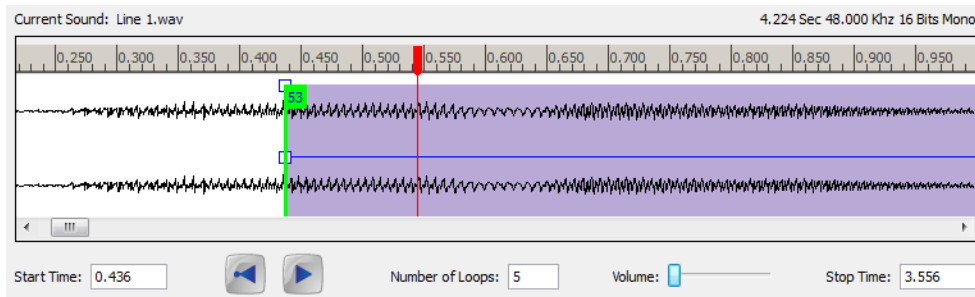 Current Sound: Line 1.wav 4.224 Sec 48.000 Khz 16 Bits Mono
0.250 0.300 0.350 0.400 0.450 0.500 0.550 0.600 0.650 0.700 0.750 0.800 0.850 0.900 0.950
53
Start Time: 0.436 Number of Loops: 5 Volume: Stop Time: 3.556